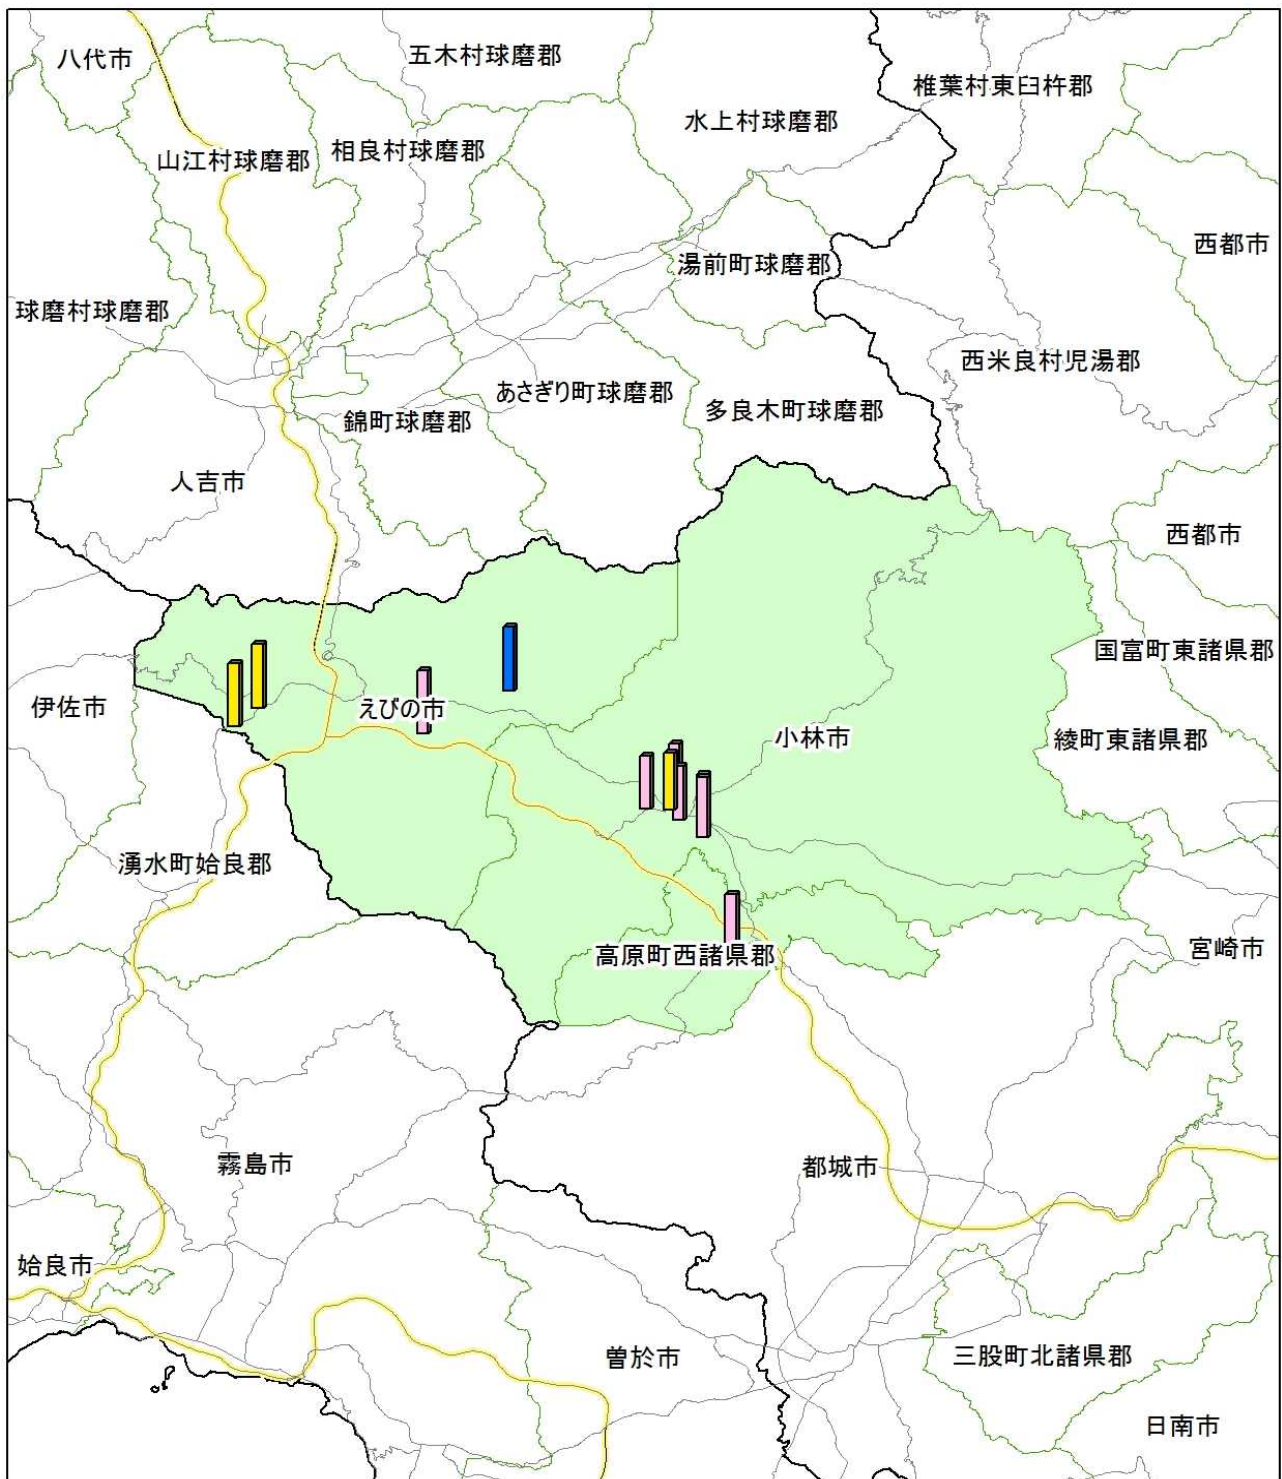 八代市
五木村球磨郡
椎葉村東臼杵郡
水上村球磨郡
山江村球磨郡
相良村球磨郡
西都市
湯前町球磨郡
球磨村球磨郡
西米良村児湯郡
あさぎり町球磨郡
多良木町球磨郡
錦町球磨郡
人吉市
西都市
国富町東諸県郡
伊佐市
えびの市
小林市
綾町東諸県郡
湧水町姶良郡
高原町西諸県郡
宮崎市
霧島市
都城市
姶良市
曽於市
三股町北諸県郡
日南市